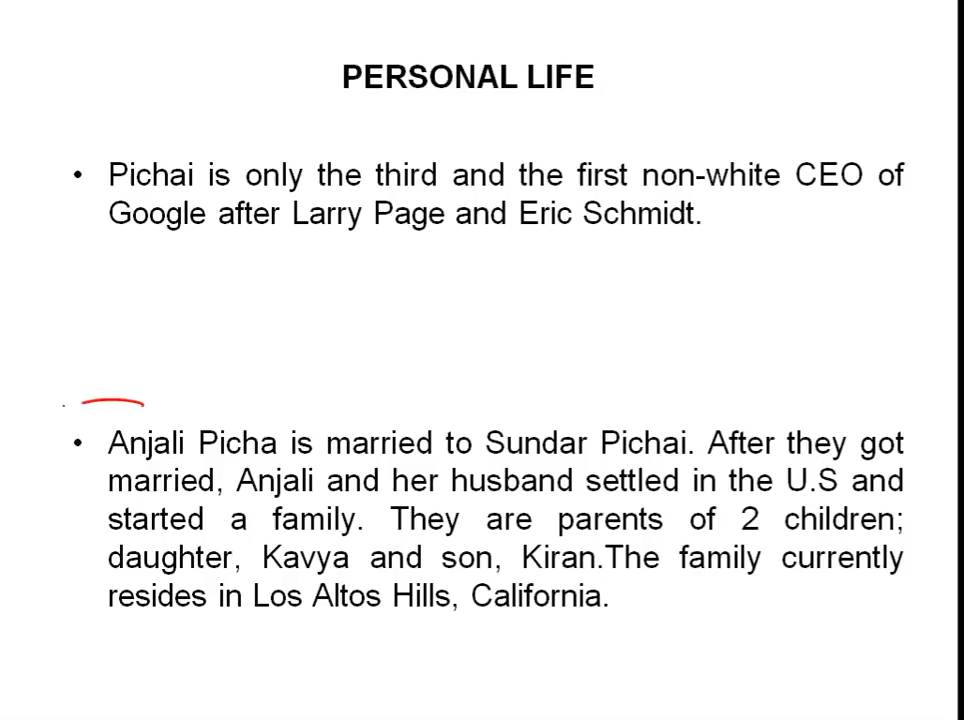 PERSONAL LIFE
• Pichai is only the third and the first non-white CEO of
Google after Larry Page and Eric Schmidt.
• Anjali Picha is married to Sundar Pichai. After they got
married, Anjali and her husband settled in the U.S and
started a family. They are parents of 2 children;
daughter, Kavya and son, Kiran.The family currently
resides in Los Altos Hills, California.